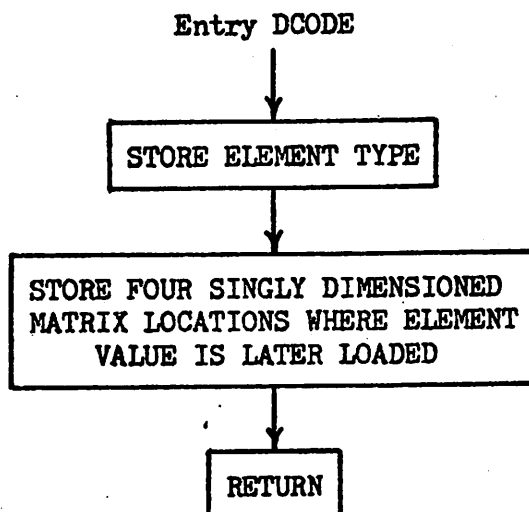 Entry DCODE
STORE ELEMENT TYPE
STORE FOUR SINGLY DIMENSIONED
MATRIX LOCATIONS WHERE ELEMENT
VALUE IS LATER LOADED
RETURN